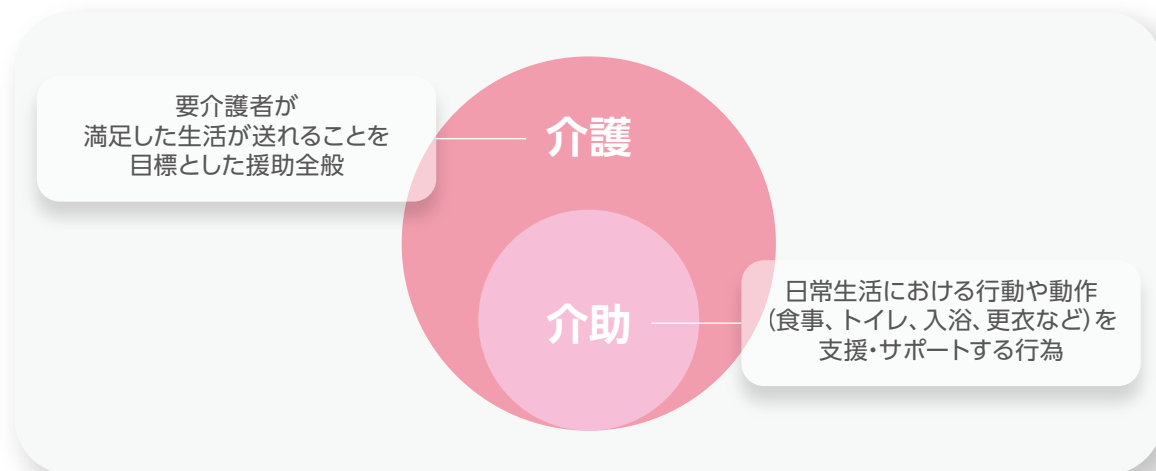 要介護者が
満足した生活が送れることを
目標とした援助全般
介護
介助
日常生活における行動や動作
(食事、トイレ、入浴、更衣など)を
支援・サポートする行為